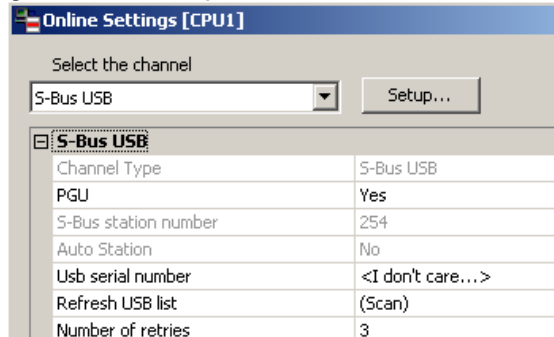 Online Settings [CPU1]
Select the channel
S-Bus USB
Setup...
S-Bus USB
Channel Type S-Bus USB
PGU Yes
S-Bus station number 254
Auto Station No
Usb serial number <I don't care...>
Refresh USB list (Scan)
Number of retries 3